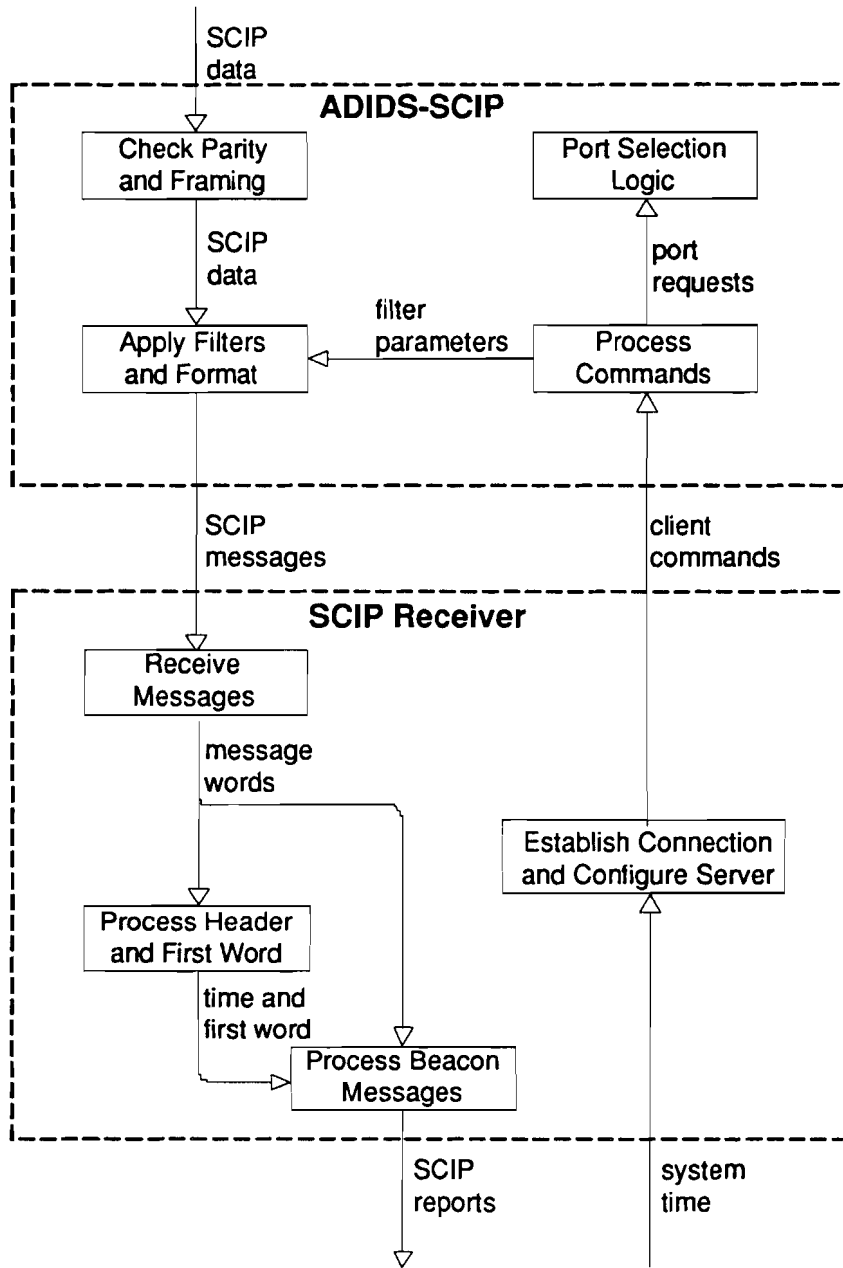 SCIP
data
ADIDS-SCIP
Check Parity
and Framing
Port Selection
Logic
SCIP
data
port
requests
filter
parameters
Apply Filters
and Format
Process
Commands
SCIP
messages
client
commands
SCIP Receiver
Receive
Messages
message
words
Establish Connection
and Configure Server
Process Header
and First Word
time and
first word
Process Beacon
Messages
SCIP
reports
system
time